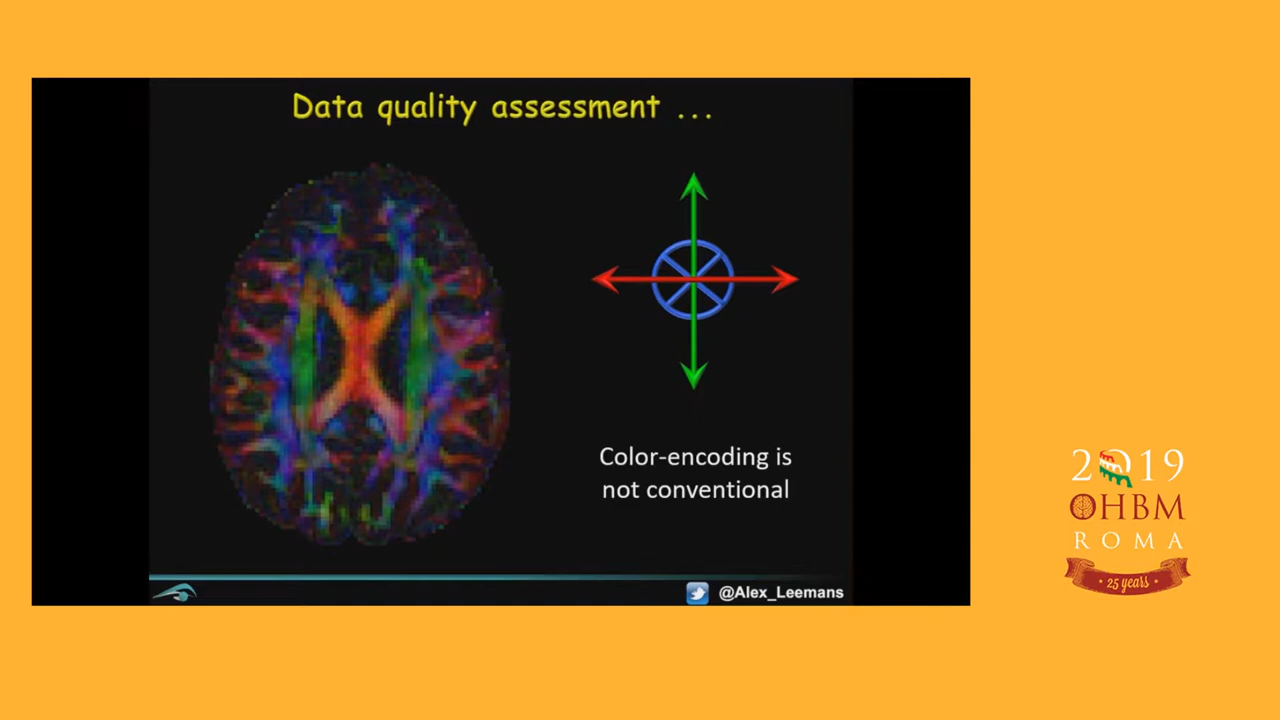 Data quality assessment ...
Color-encoding is
not conventional
@Alex_Leemans
2019
OHBM
ROMA
25 years